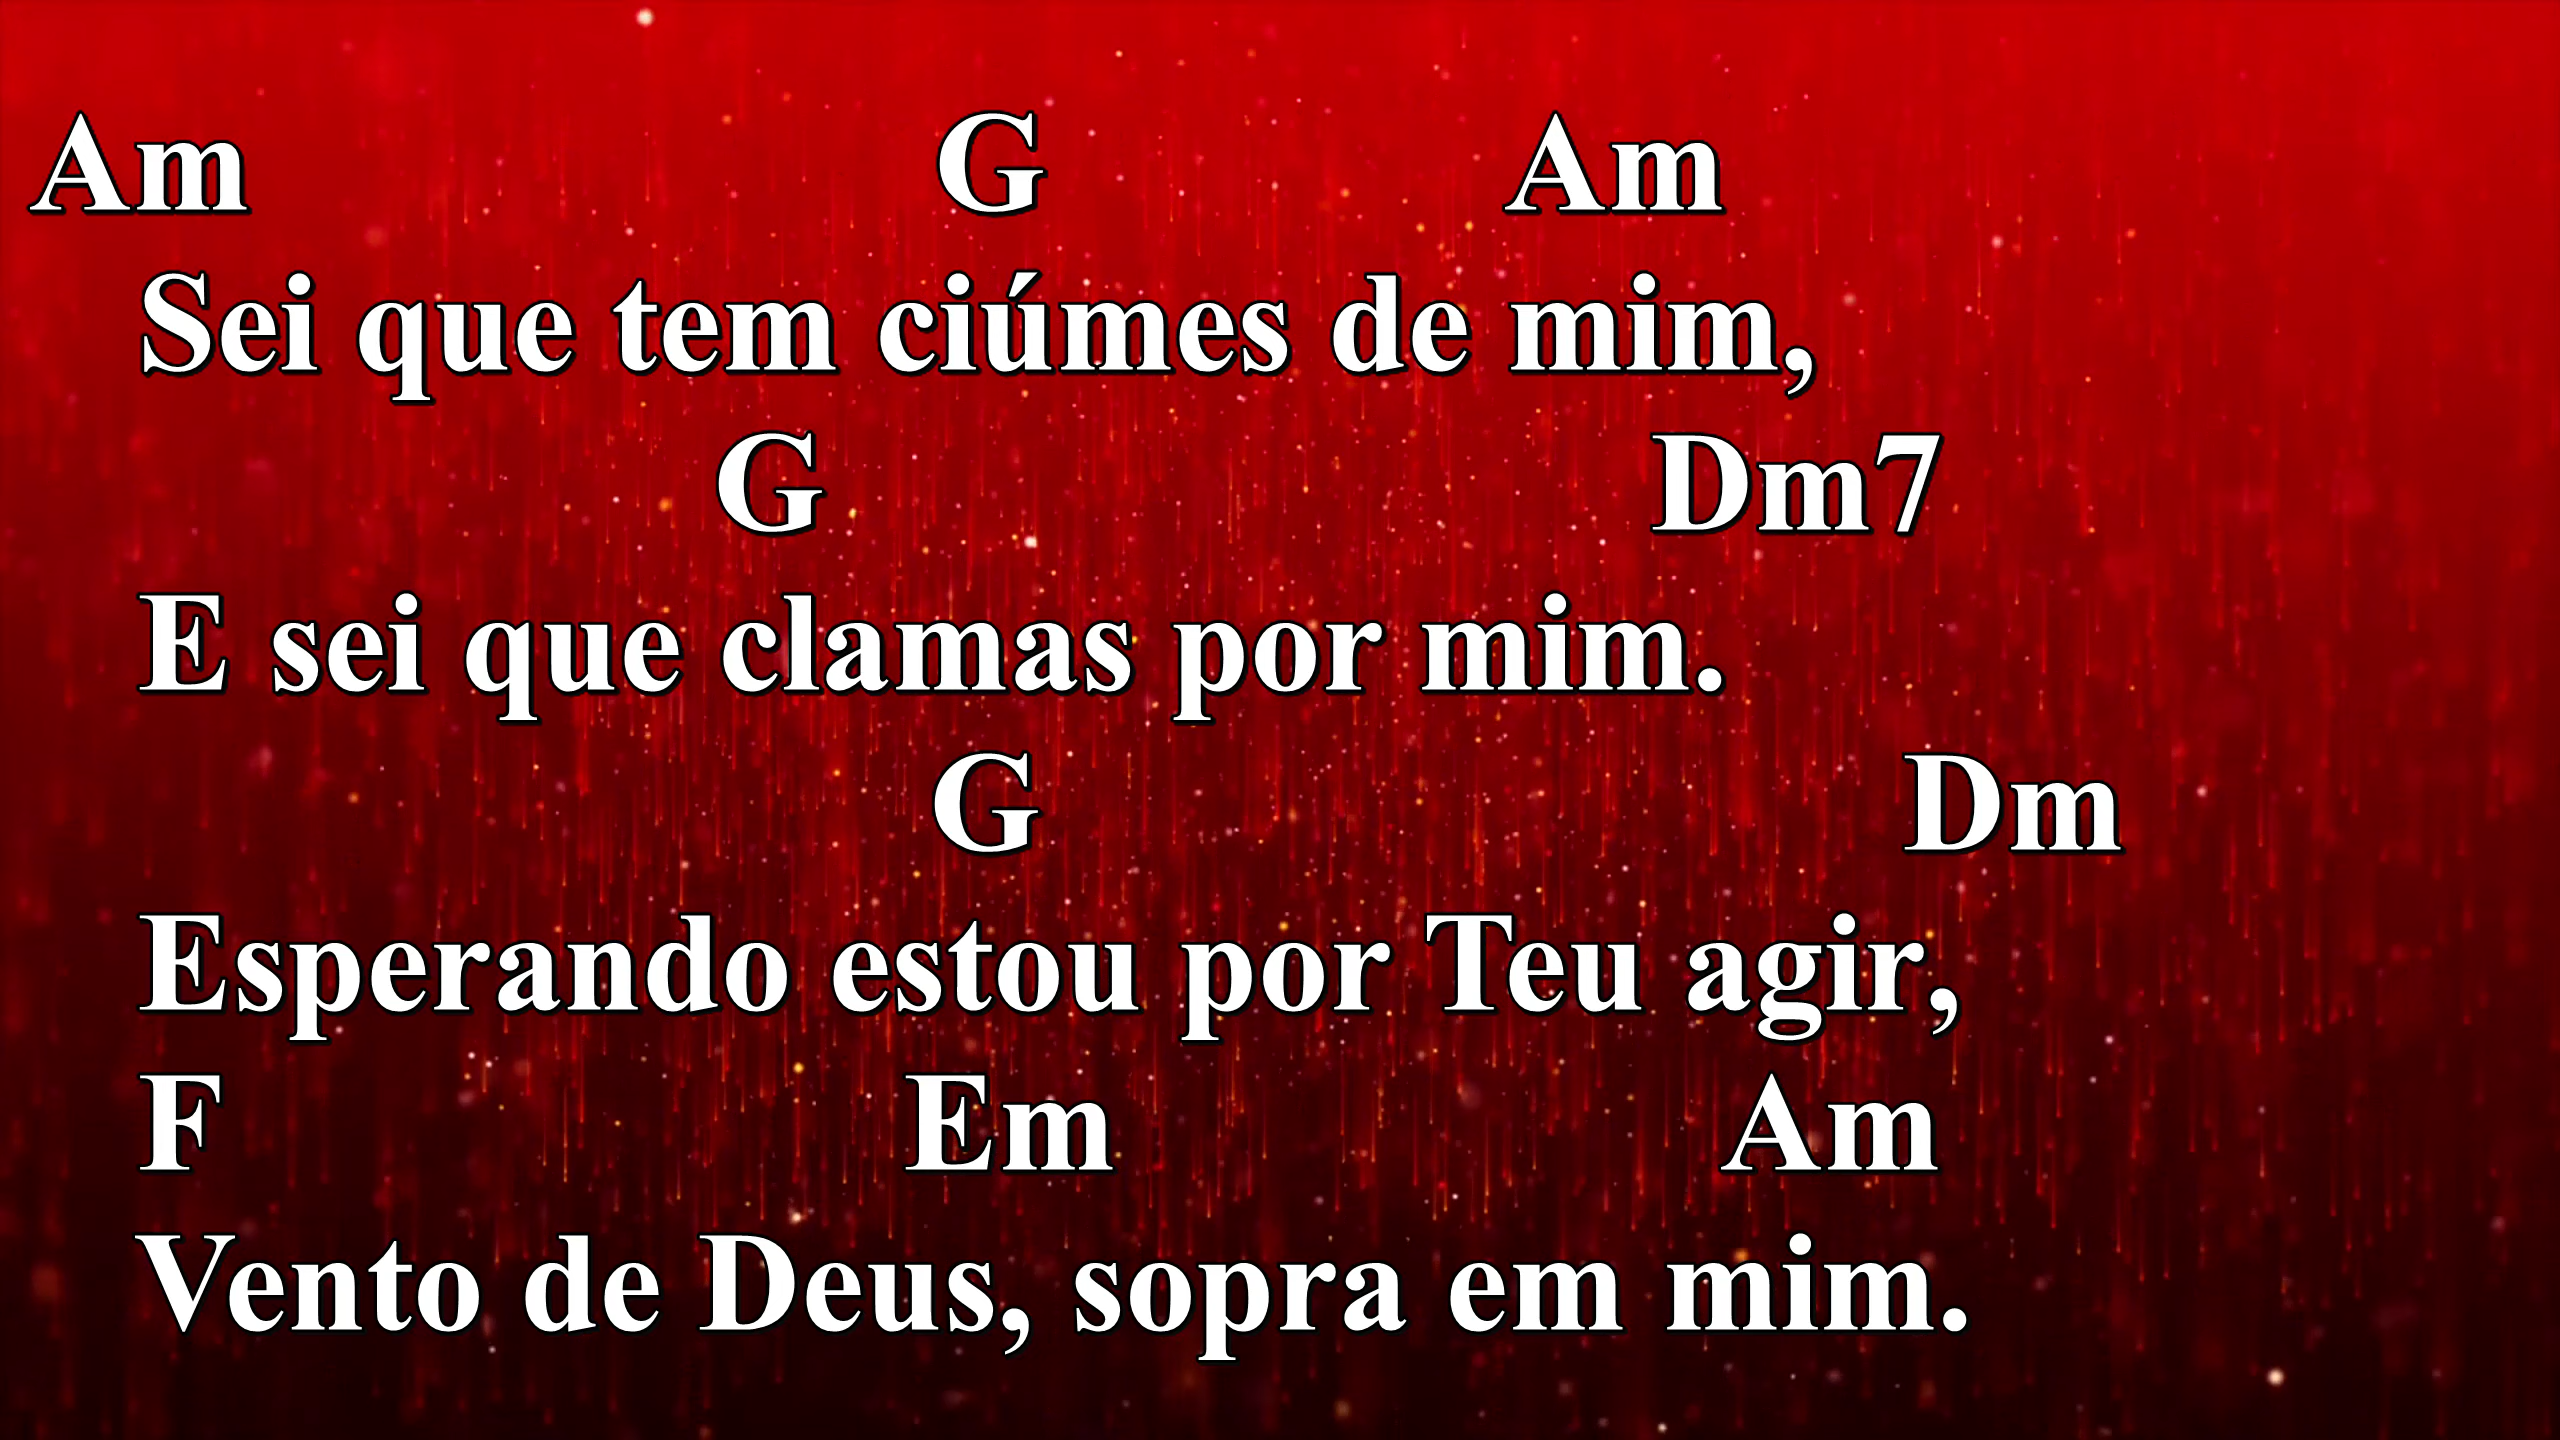 Am G Am
Sei que tem ciúmes de mim,
G Dm7
E sei que clamas por mim.
G Dm
Esperando estou por Teu agir,
F Em Am
Vento de Deus, sopra em mim.